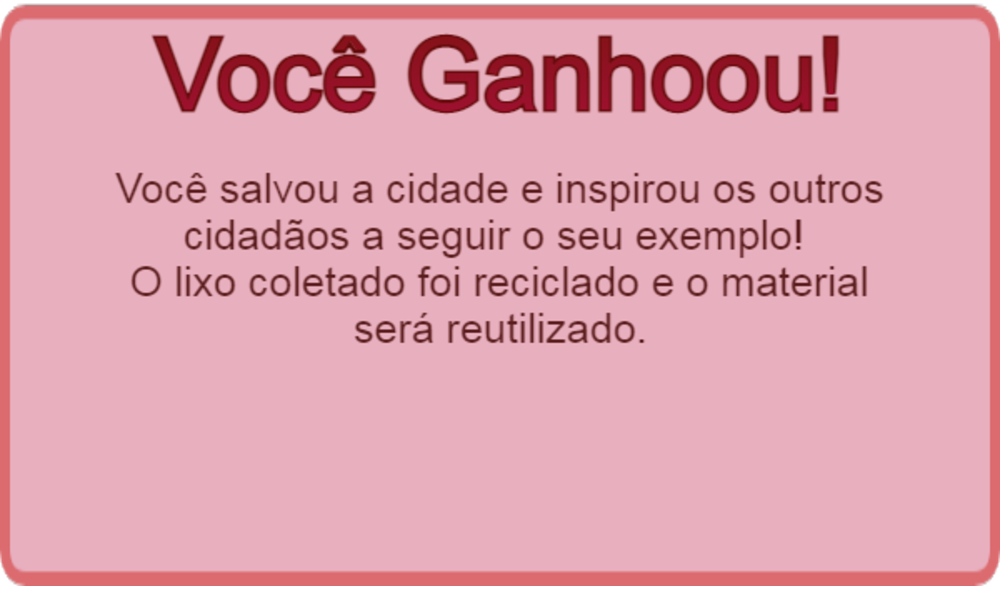 Você Ganhoou!
Você salvou a cidade e inspirou os outros
cidadãos a seguir o seu exemplo!
O lixo coletado foi reciclado e o material
será reutilizado.